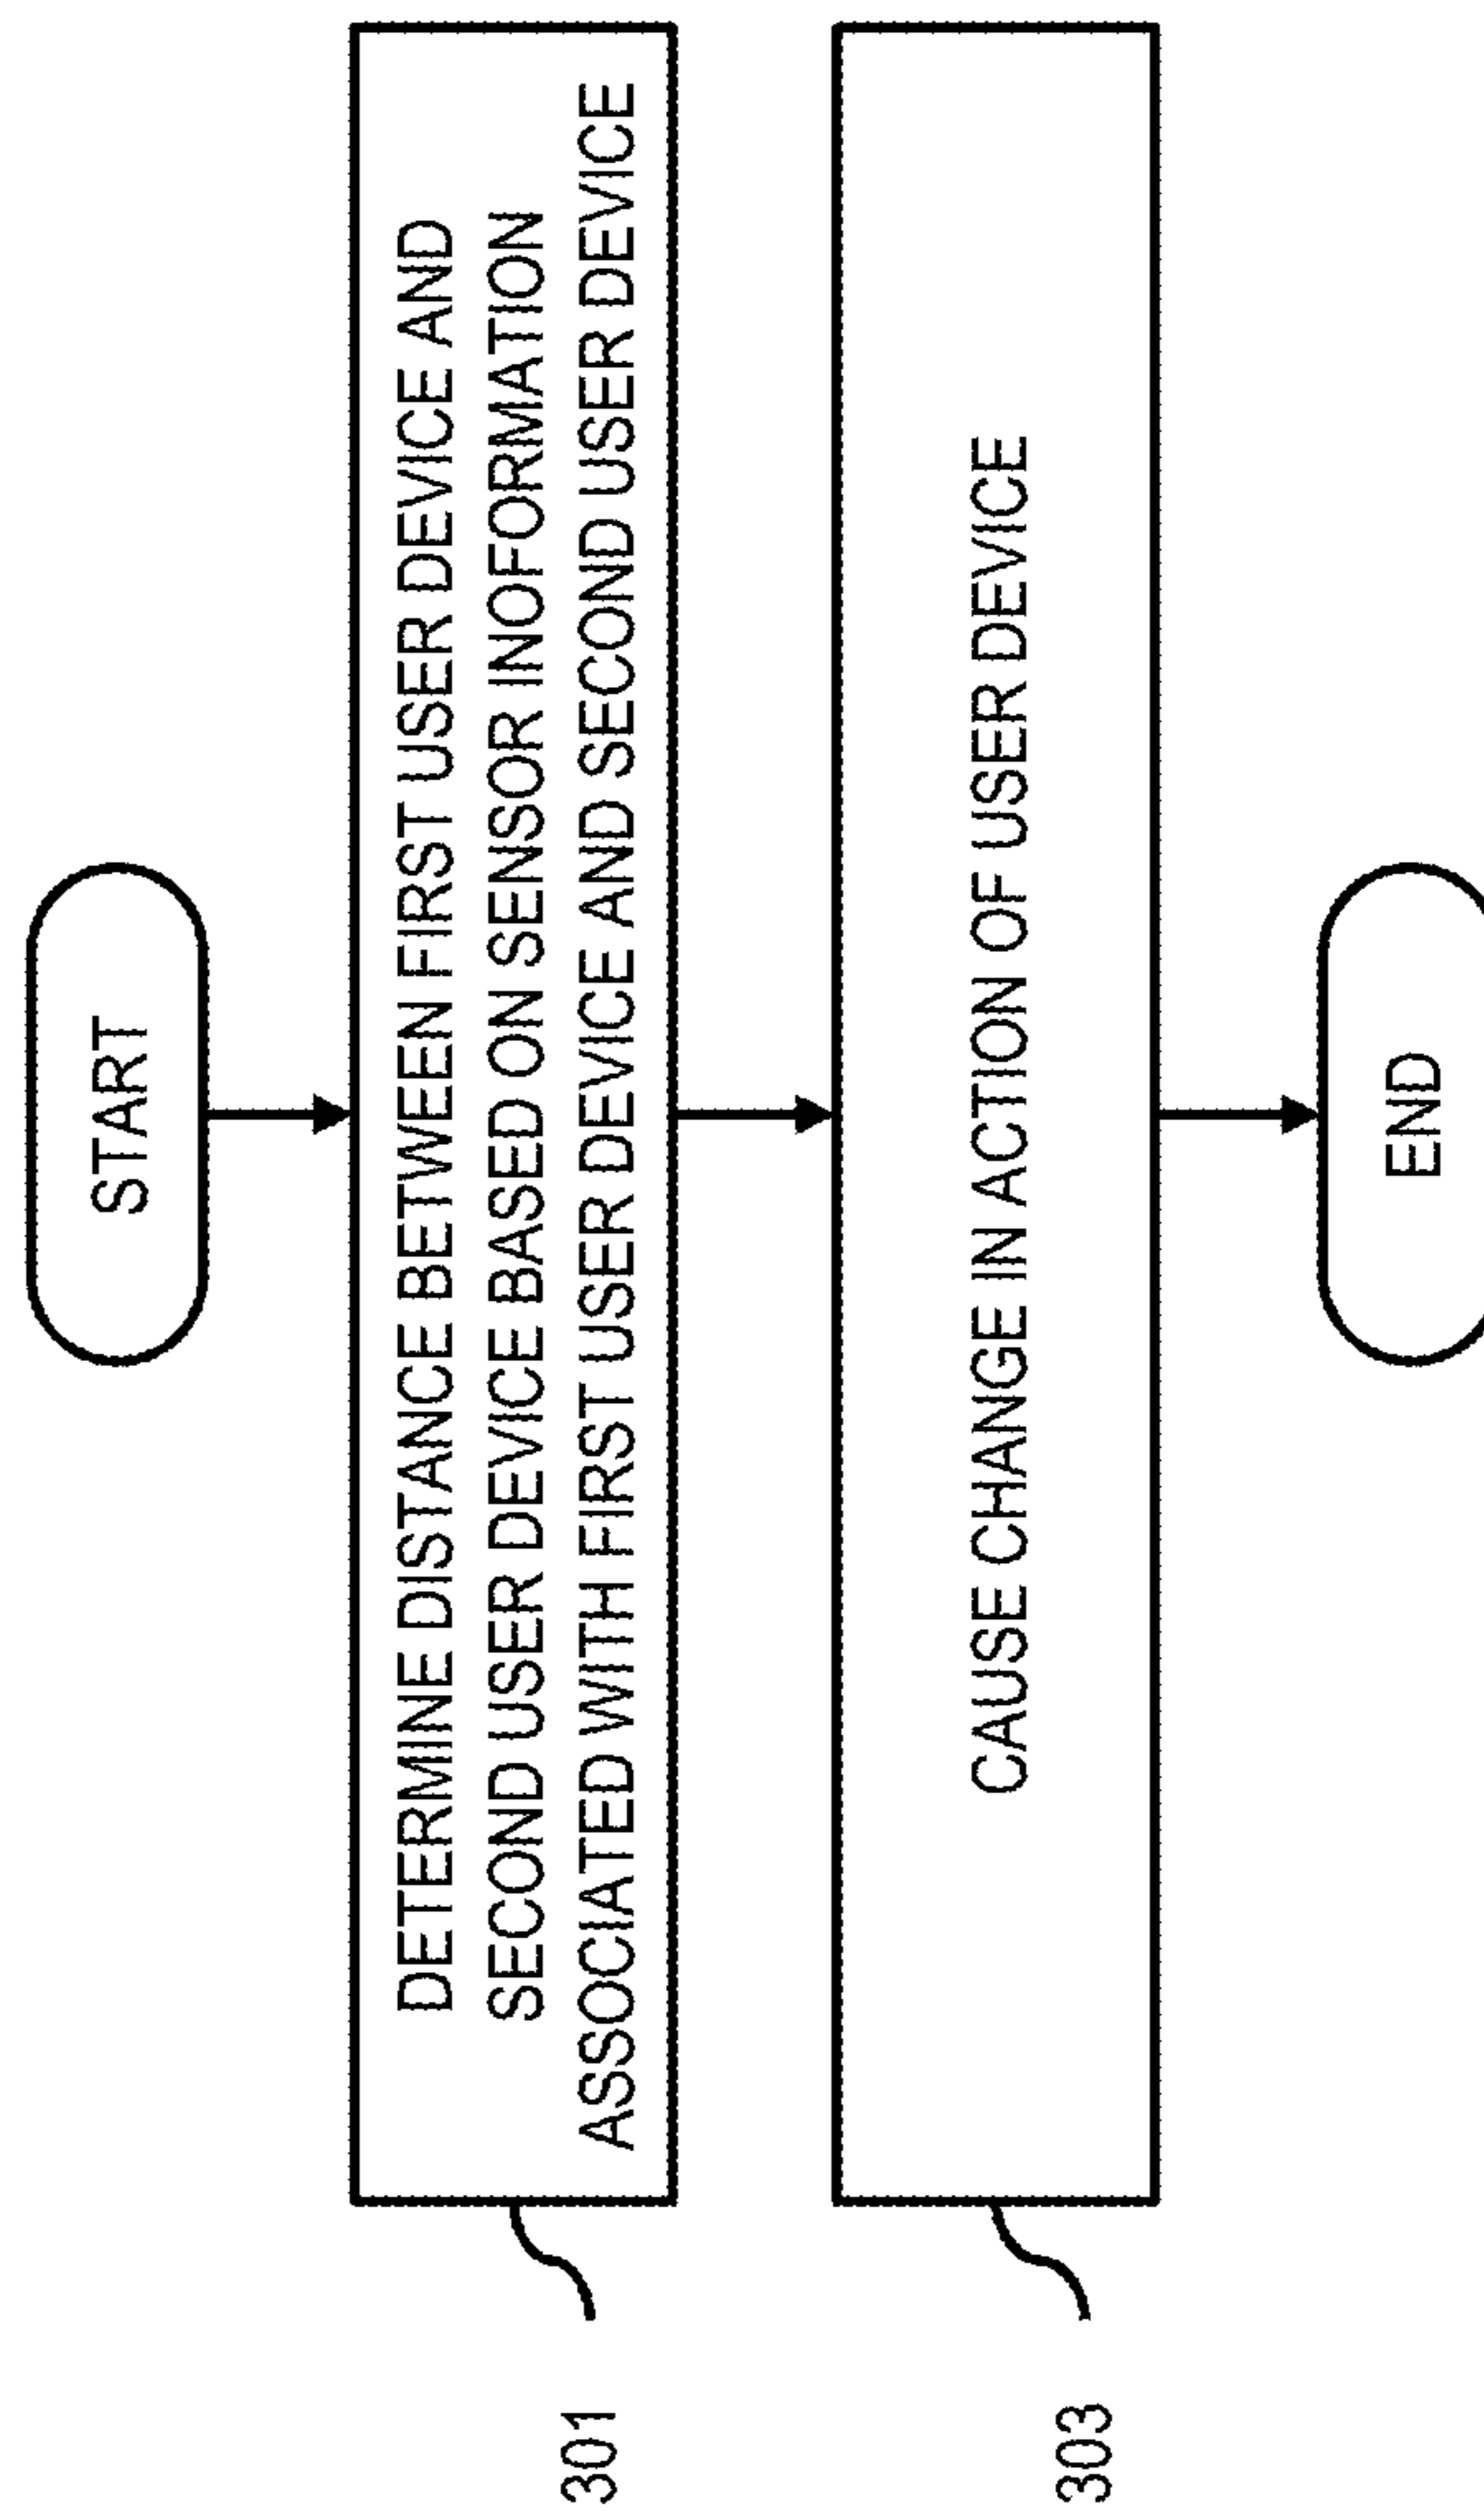 START
DETERMINE DISTANCE BETWEEN FIRST USER DEVICE AND
SECOND USER DEVICE BASED ON SENSOR INOFORMATION
ASSOCIATED WITH FIRST USER DEVICE AND SECOND USER DEVICE
301
CAUSE CHANGE IN ACTION OF USER DEVICE
303
END